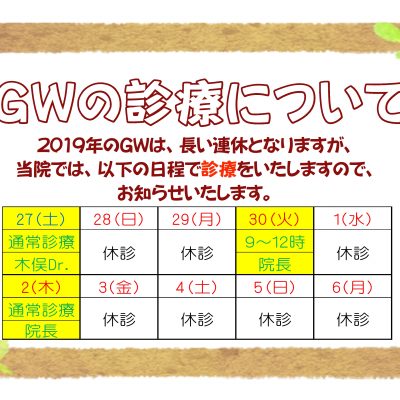 GWの診療について
2019年のGWは、長い連休となりますが、
当院では、以下の日程で診療をいたしますので、
お知らせいたします。
27(土) 28(日) 29(月) 30(火) 1(水)
通常診療 休診 休診 9～12時 休診
木俣Dr. 院長
2(木) 3(金) 4(土) 5(日) 6(月)
通常診療 休診 休診 休診 休診
院長